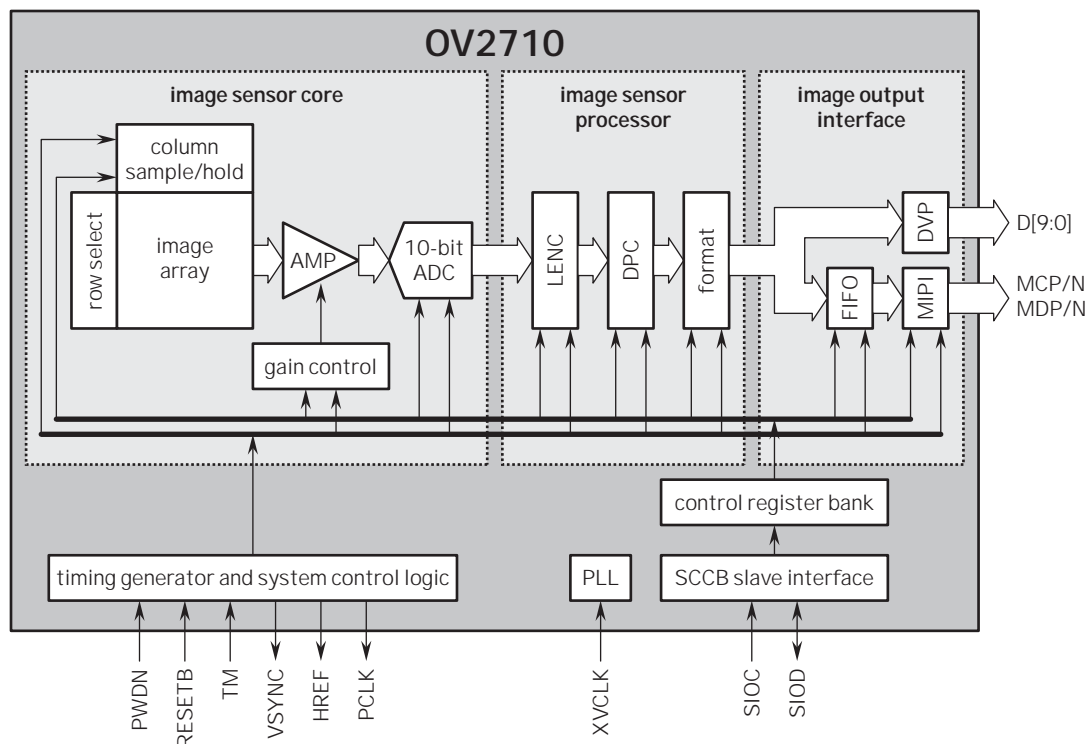 OV2710
image sensor core
image sensor
processor
image output
interface
column
sample/hold
row select
image
array
AMP
10-bit
ADC
gain control
LENC
DPC
format
DVP
FIFO
MIPI
D[9:0]
MCP/N
MDP/N
control register bank
timing generator and system control logic
PLL
SCCB slave interface
PWDN
RESETB
TM
VSYNC
HREF
PCLK
XVCLK
SIOC
SIOD